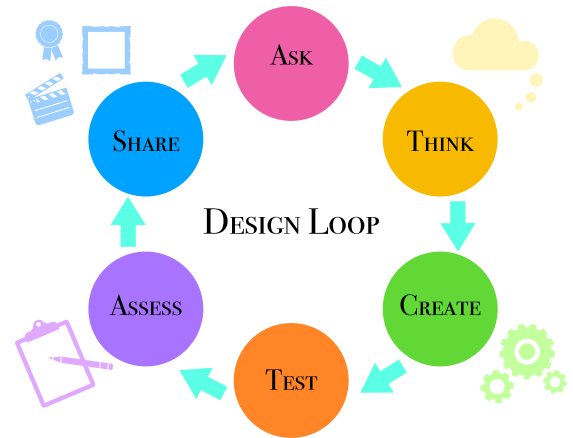 Ask
Think
Share
Design Loop
Create
Assess
Test